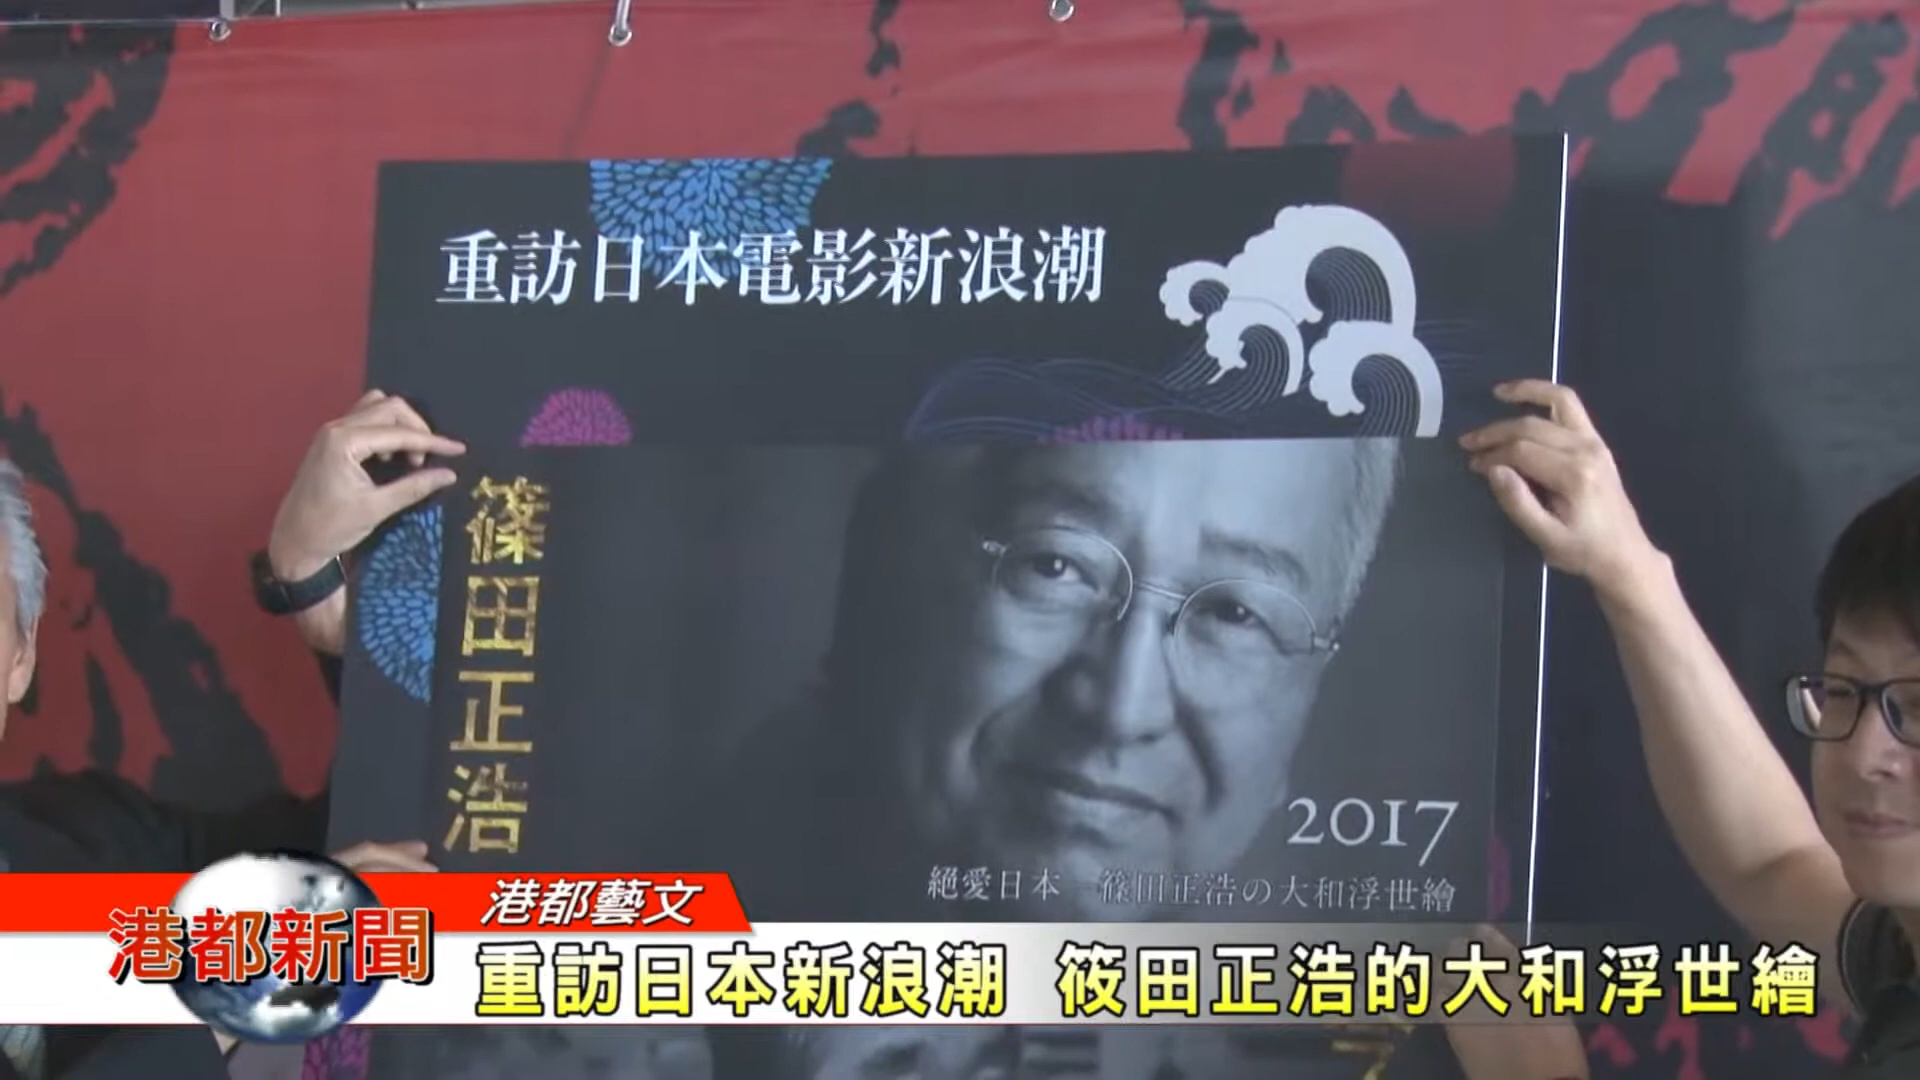 重訪日本電影新浪潮
篠田正浩
2017
絕愛日本—篠田正浩の大和浮世繪
港都藝文
港都新聞
重訪日本新浪潮 筱田正浩的大和浮世繪